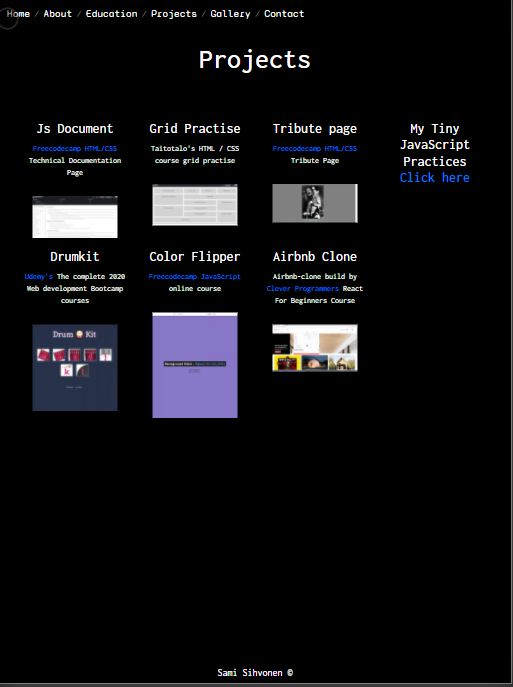 Home / About / Education / Projects / Gallery / Contact
Projects
Js Document
Freecodecamp HTML/CSS
Technical Documentation
Page
Grid Practise
Taitotalo's HTML / CSS
course grid practise
Tribute page
Freecodecamp HTML/CSS
Tribute Page
My Tiny
JavaScript
Practices
Click here
Drumkit
Udemy's The complete 2020
Web development Bootcamp
courses
Drum Kit
Color Flipper
Freecodecamp JavaScript
online course
Airbnb Clone
Airbnb-clone build by
Clever Programmers React
For Beginners Course
Sami Sihvonen ©